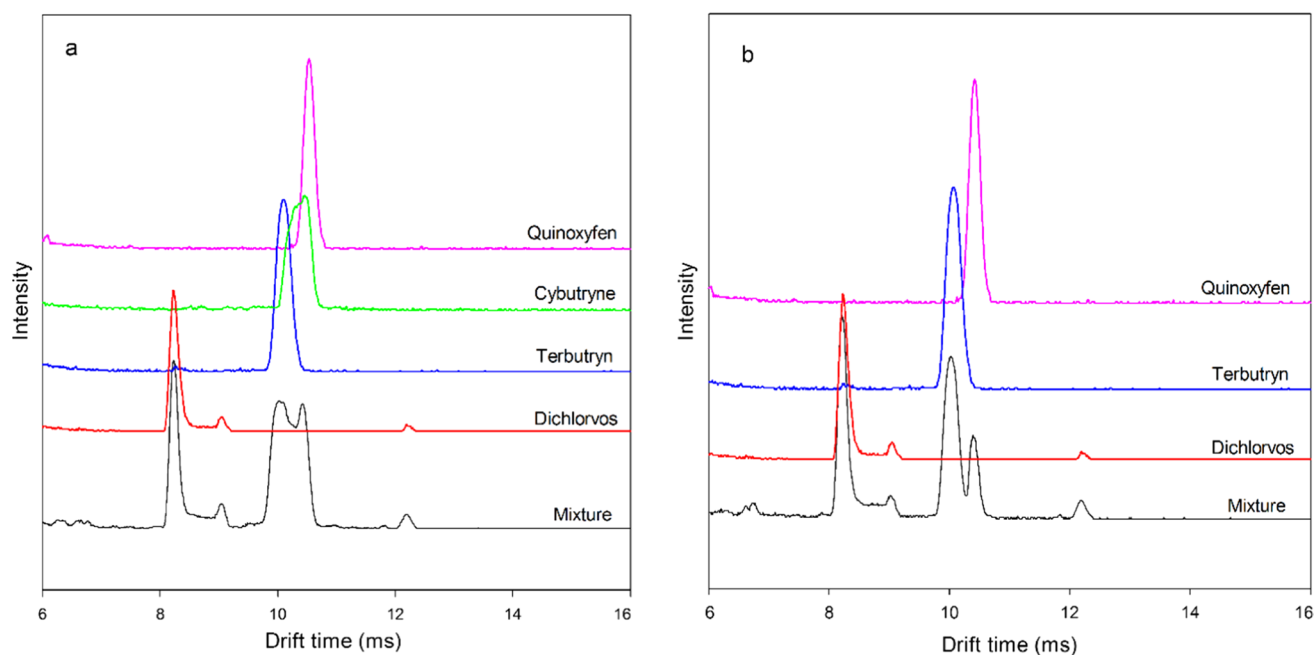 a
Quinoxyfen
Cybutryne
Terbutryn
Dichlorvos
Mixture
Intensity
6 8 10 12 14 16
Drift time (ms)
b
Quinoxyfen
Terbutryn
Dichlorvos
Mixture
Intensity
6 8 10 12 14 16
Drift time (ms)